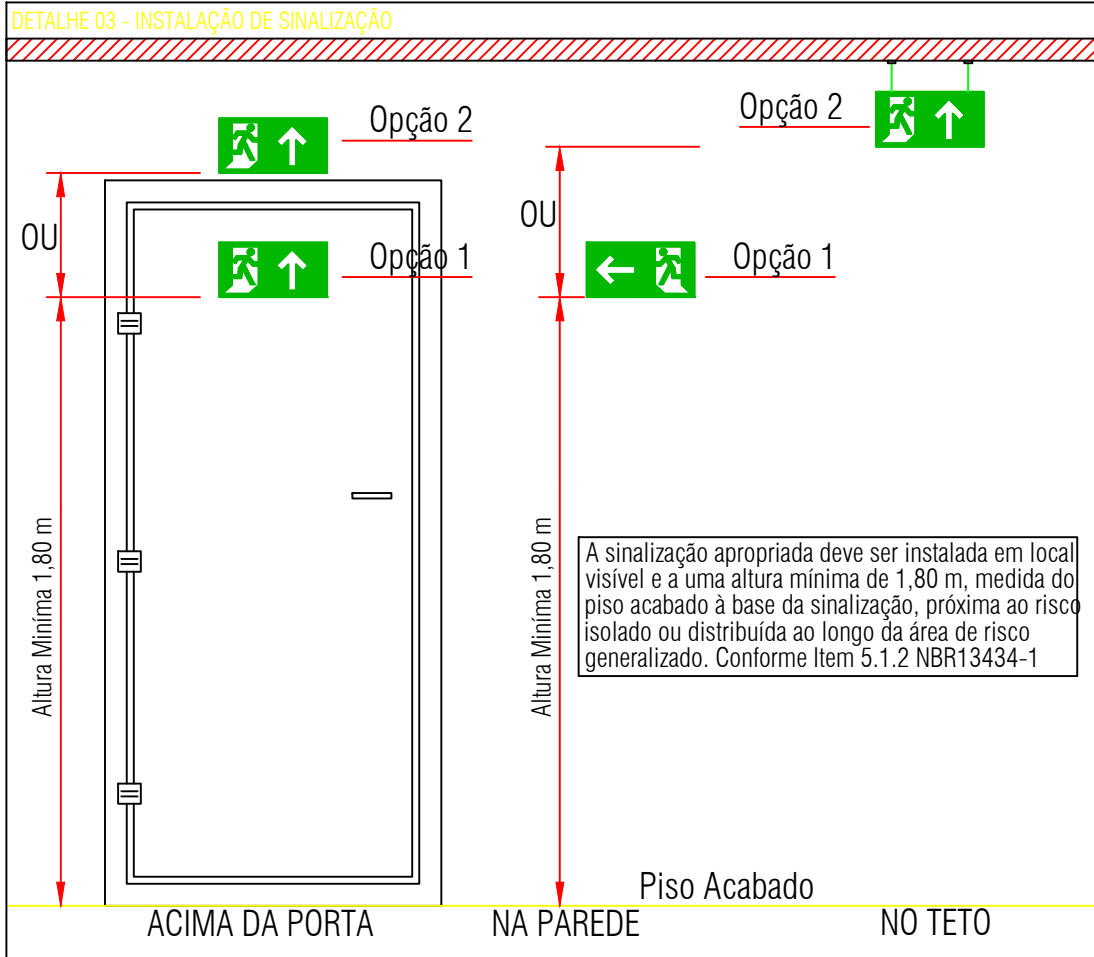 DETALHE 03 - INSTALAÇÃO DE SINALIZAÇÃO
Opção 2
Opção 2
OU
OU
Opção 1
Opção 1
Altura Miníma 1,80 m
Altura Miníma 1,80 m
A sinalização apropriada deve ser instalada em local
visível e a uma altura mínima de 1,80 m, medida do
piso acabado à base da sinalização, próxima ao risco
isolado ou distribuída ao longo da área de risco
generalizado. Conforme Item 5.1.2 NBR13434-1
Piso Acabado
ACIMA DA PORTA
NA PAREDE
NO TETO